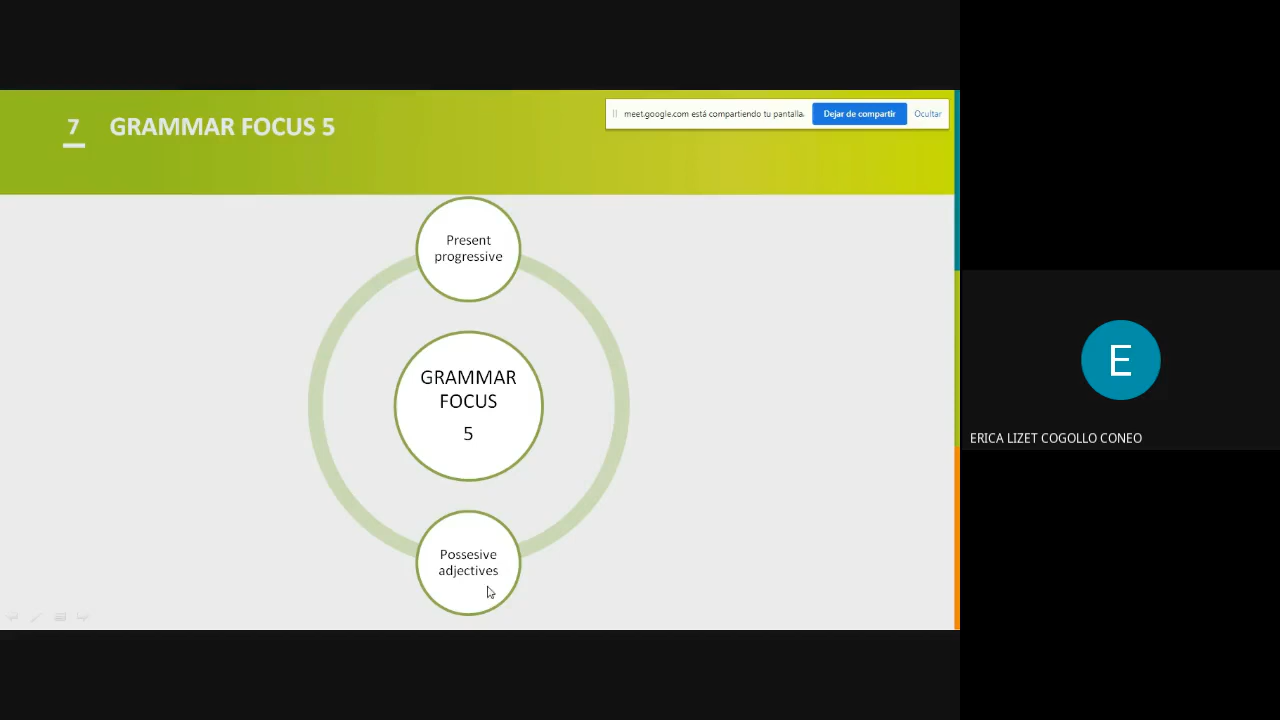 7 GRAMMAR FOCUS 5
meet.google.com está compartiendo tu pantalla.
Dejar de compartir
Ocultar
Present
progressive
GRAMMAR
FOCUS
5
Possesive
adjectives
E
ERICA LIZET COGOLLO CONEO